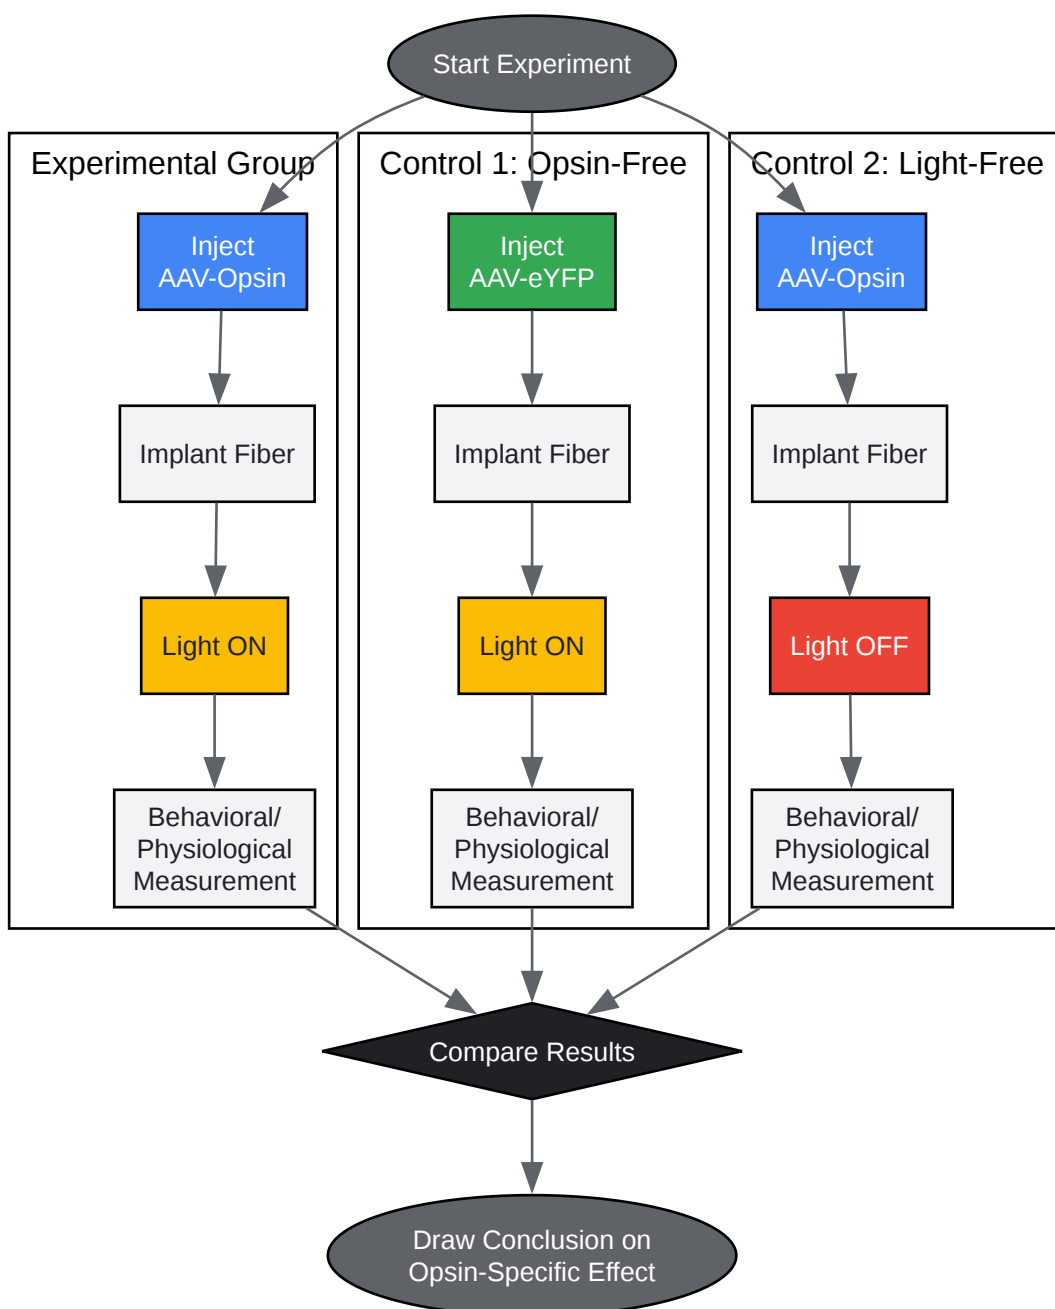 Start Experiment
Experimental Group
Inject
AAV-Opsin
Implant Fiber
Light ON
Behavioral/
Physiological
Measurement
Control 1: Opsin-Free
Inject
AAV-eYFP
Implant Fiber
Light ON
Behavioral/
Physiological
Measurement
Control 2: Light-Free
Inject
AAV-Opsin
Implant Fiber
Light OFF
Behavioral/
Physiological
Measurement
Compare Results
Draw Conclusion on
Opsin-Specific Effect